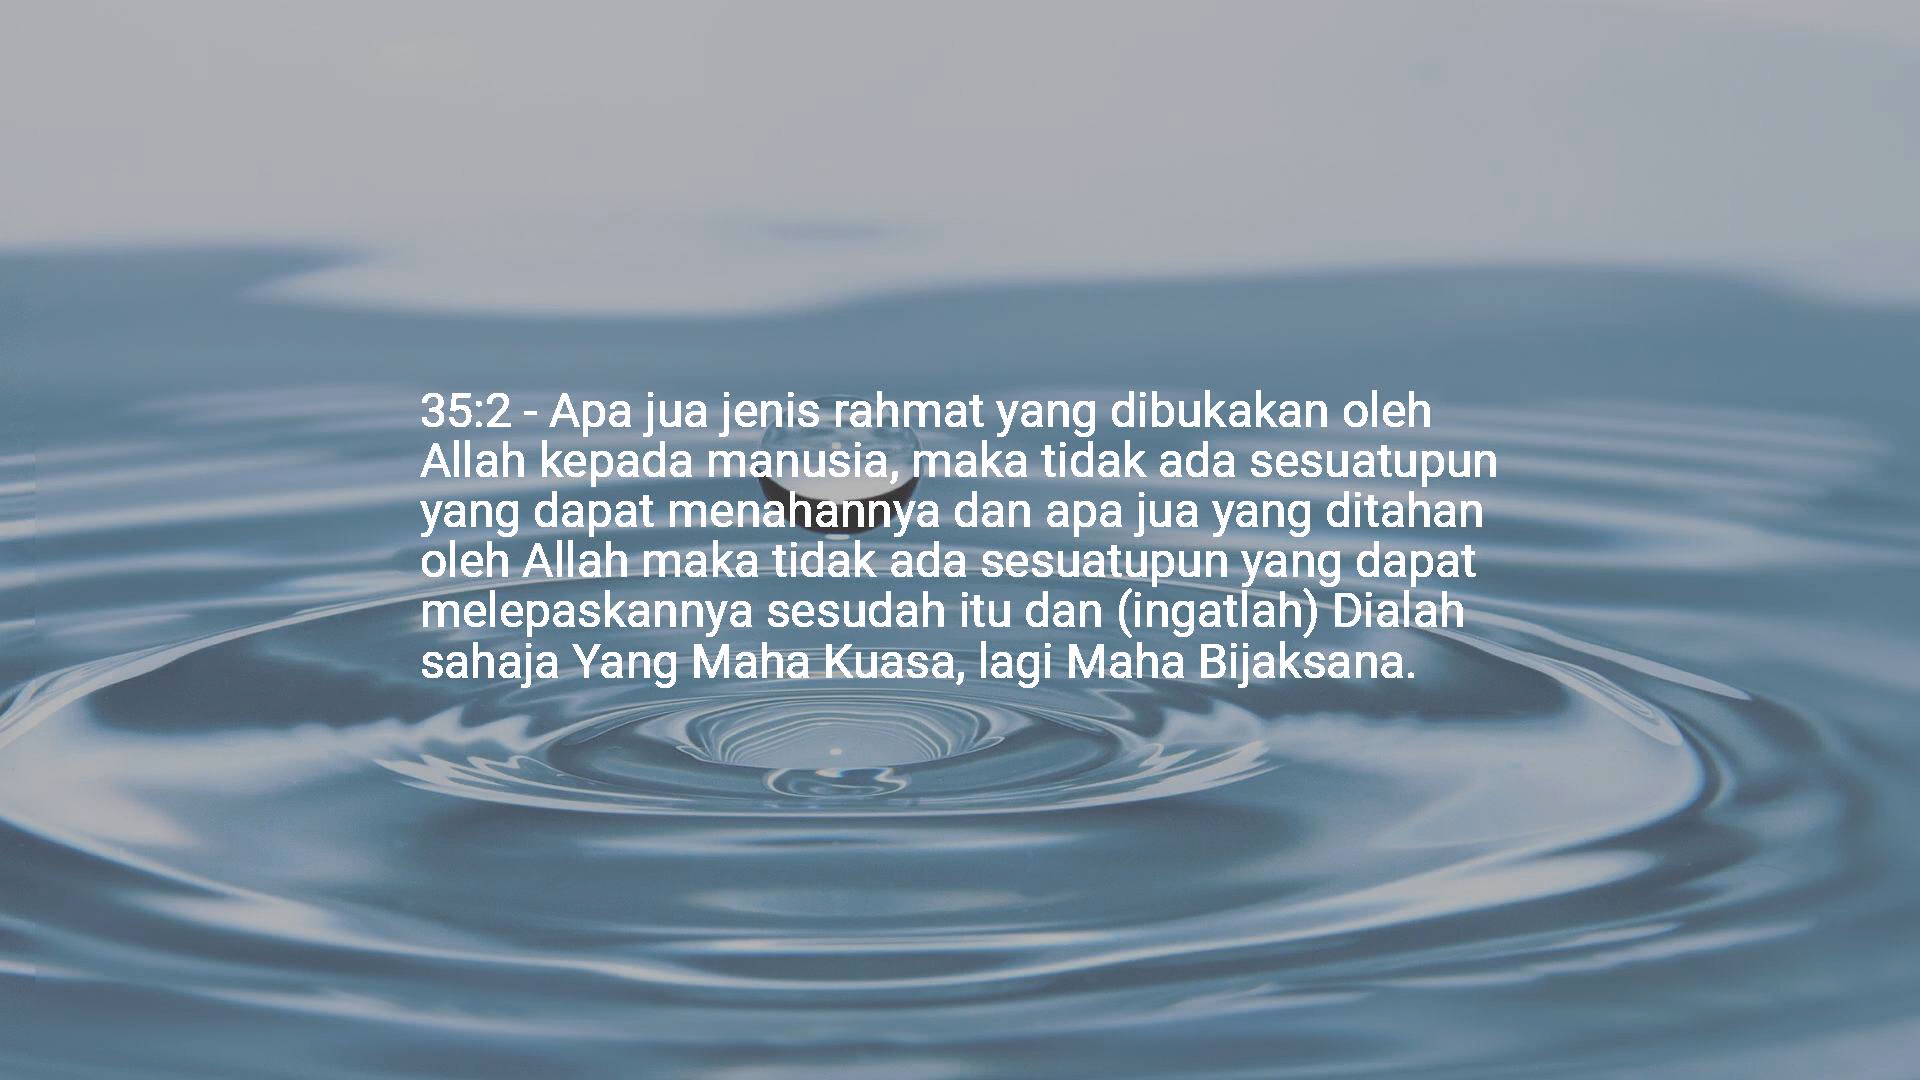 35:2 - Apa jua jenis rahmat yang dibukakan oleh
Allah kepada manusia, maka tidak ada sesuatupun
yang dapat menahannya dan apa jua yang ditahan
oleh Allah maka tidak ada sesuatupun yang dapat
melepaskannya sesudah itu dan (ingatlah) Dialah
sahaja Yang Maha Kuasa, lagi Maha Bijaksana.